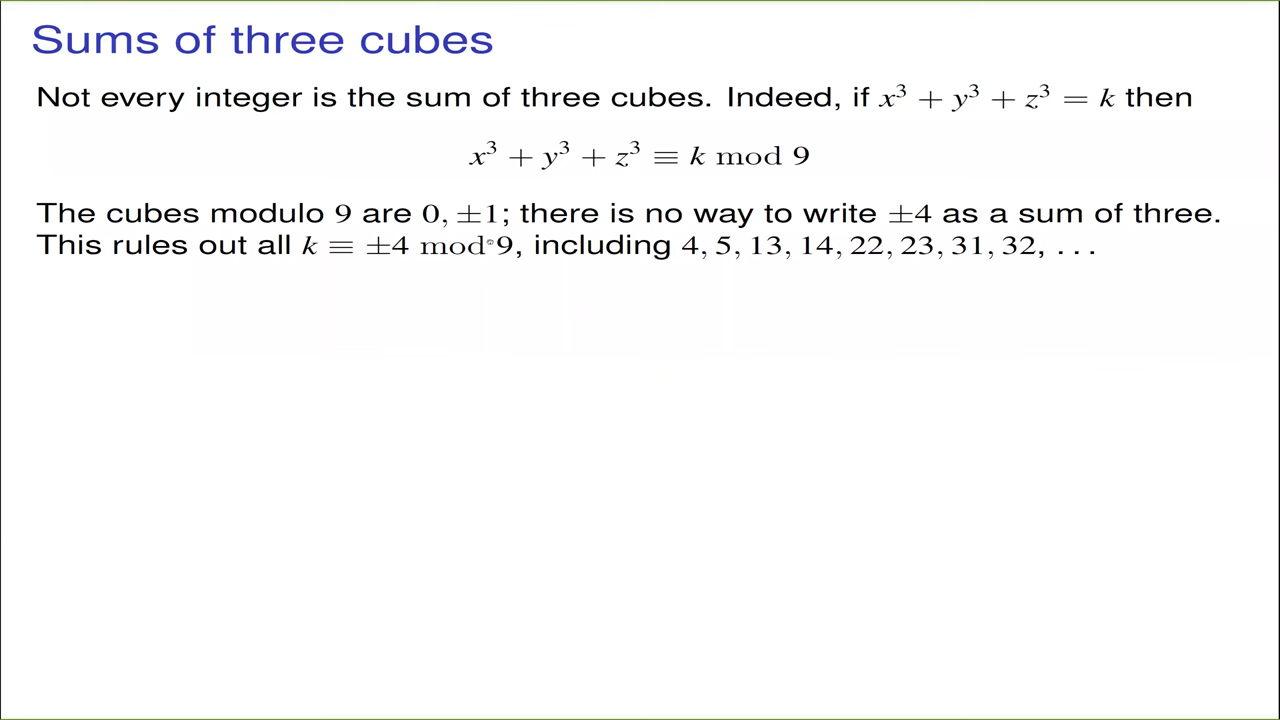 Sums of three cubes
Not every integer is the sum of three cubes. Indeed, if x³ + y³ + z³ = k then
x³ + y³ + z³ ≡ k mod 9
The cubes modulo 9 are 0, ±1; there is no way to write ±4 as a sum of three.
This rules out all k ≡ ±4 mod 9, including 4, 5, 13, 14, 22, 23, 31, 32, ...